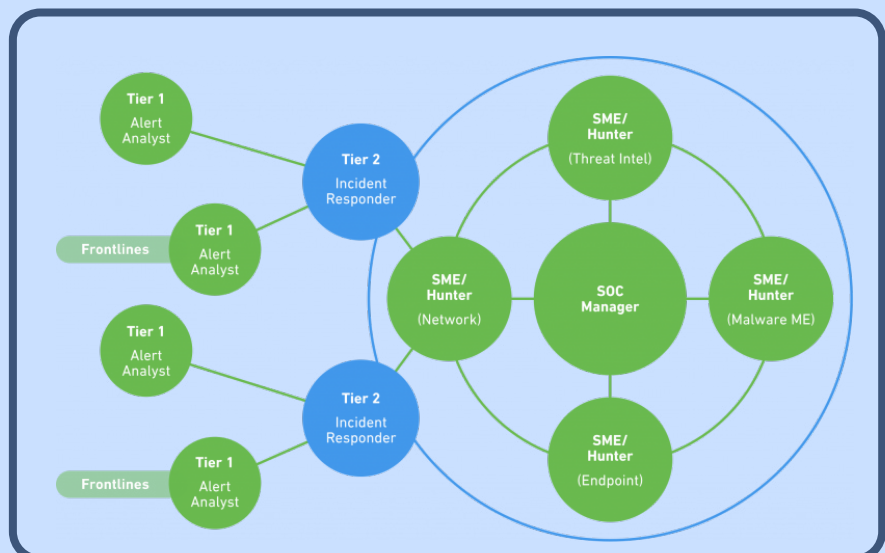 Tier 1
Alert
Analyst
Tier 2
Incident
Responder
Frontlines
Tier 1
Alert
Analyst
Tier 1
Alert
Analyst
Tier 2
Incident
Responder
Frontlines
Tier 1
Alert
Analyst
SME/
Hunter
(Threat Intel)
SME/
Hunter
(Network)
SOC
Manager
SME/
Hunter
(Malware ME)
SME/
Hunter
(Endpoint)